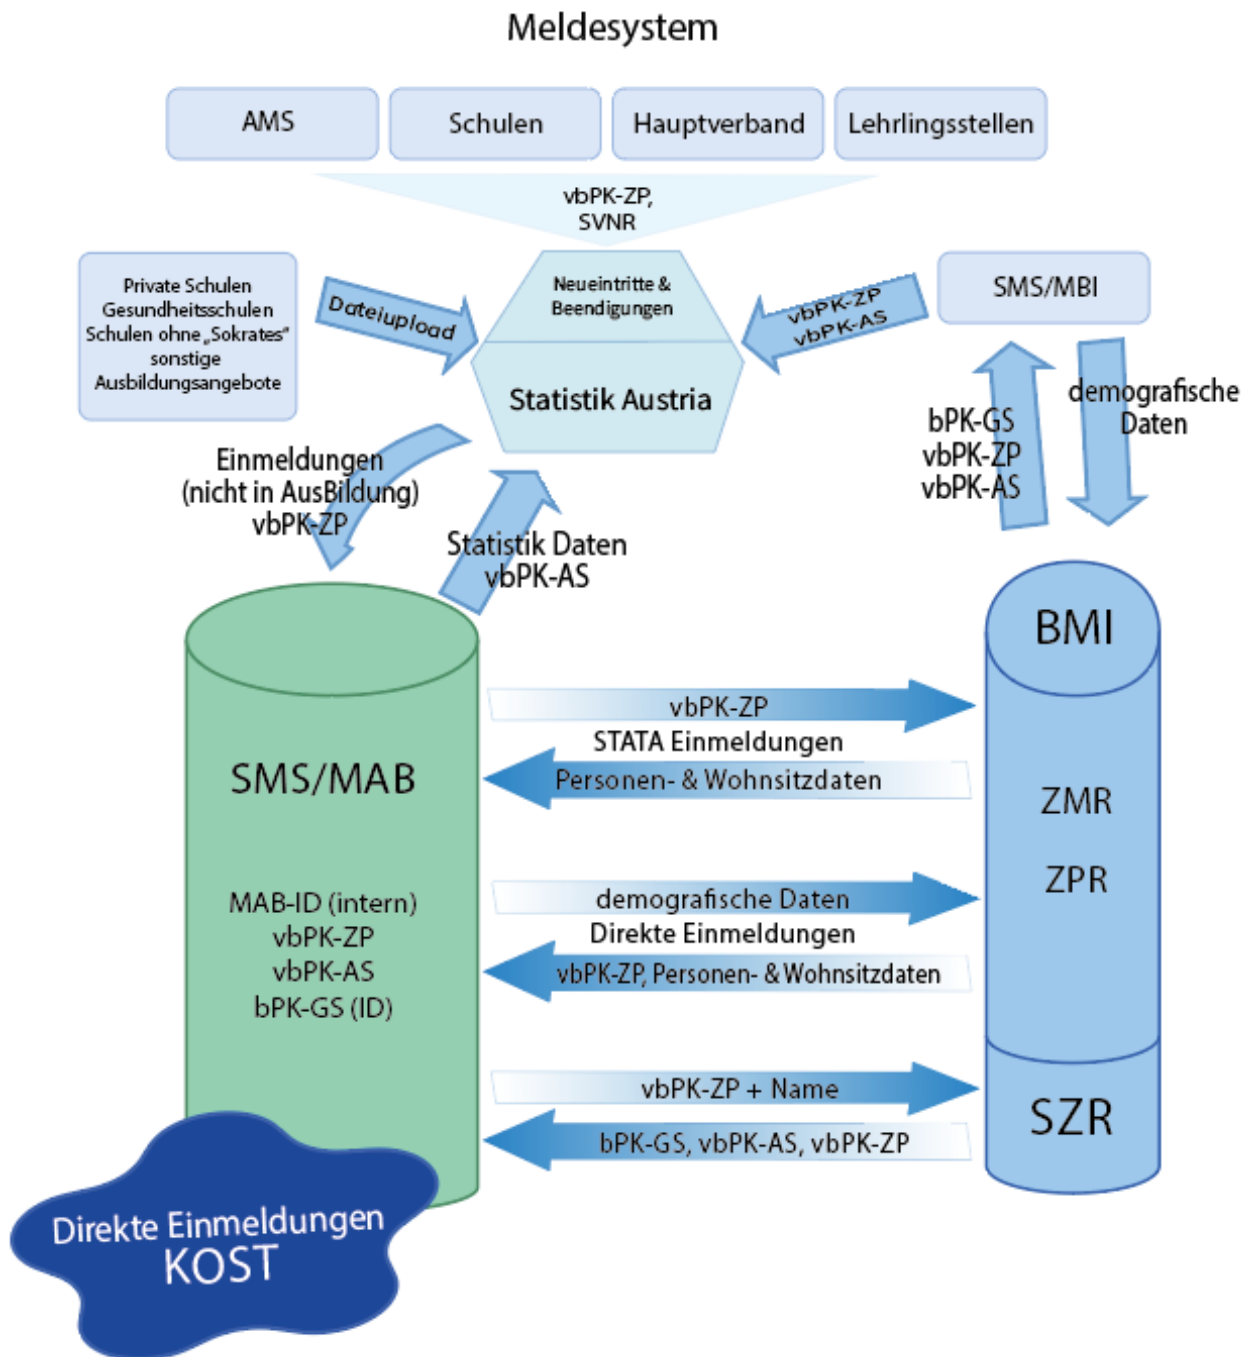 Meldesystem
AMS
Schulen
Hauptverband
Lehrlingsstellen
vbPK-ZP,
SVNR
Private Schulen
Gesundheitsschulen
Schulen ohne „Sokrates“
sonstige
Ausbildungsangebote
Dateiupload
Neueintritte &
Beendigungen
Statistik Austria
vbPK-ZP
vbPK-AS
SMS/MBI
bPK-GS
vbPK-ZP
vbPK-AS
demografische
Daten
Einmeldungen
(nicht in AusBildung)
vbPK-ZP
Statistik Daten
vbPK-AS
SMS/MAB
MAB-ID (intern)
vbPK-ZP
vbPK-AS
bPK-GS (ID)
vbPK-ZP
STATA Einmeldungen
Personen- & Wohnsitzdaten
demografische Daten
Direkte Einmeldungen
vbPK-ZP, Personen- & Wohnsitzdaten
vbPK-ZP + Name
bPK-GS, vbPK-AS, vbPK-ZP
BMI
ZMR
ZPR
SZR
Direkte Einmeldungen
KOST